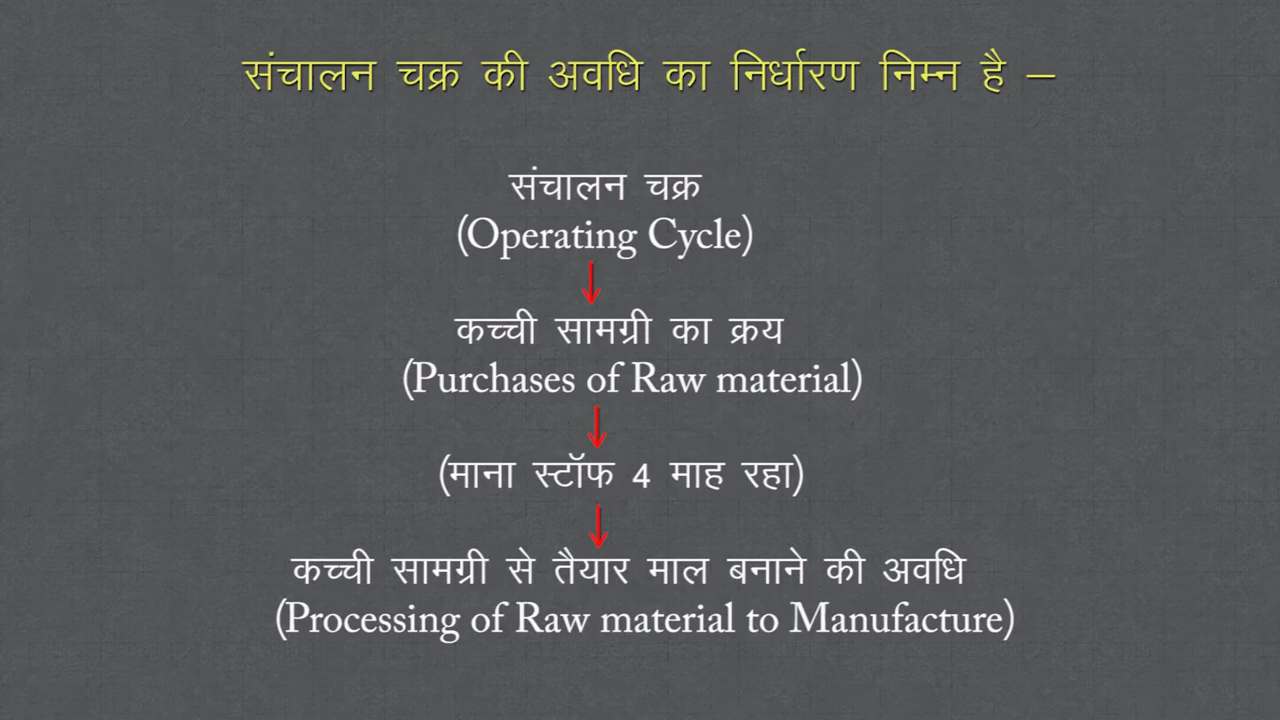 संचालन चक्र की अवधि का निर्धारण निम्न है –
संचालन चक्र
(Operating Cycle)
कच्ची सामग्री का क्रय
(Purchases of Raw material)
(माना स्टॉफ 4 माह रहा)
कच्ची सामग्री से तैयार माल बनाने की अवधि
(Processing of Raw material to Manufacture)